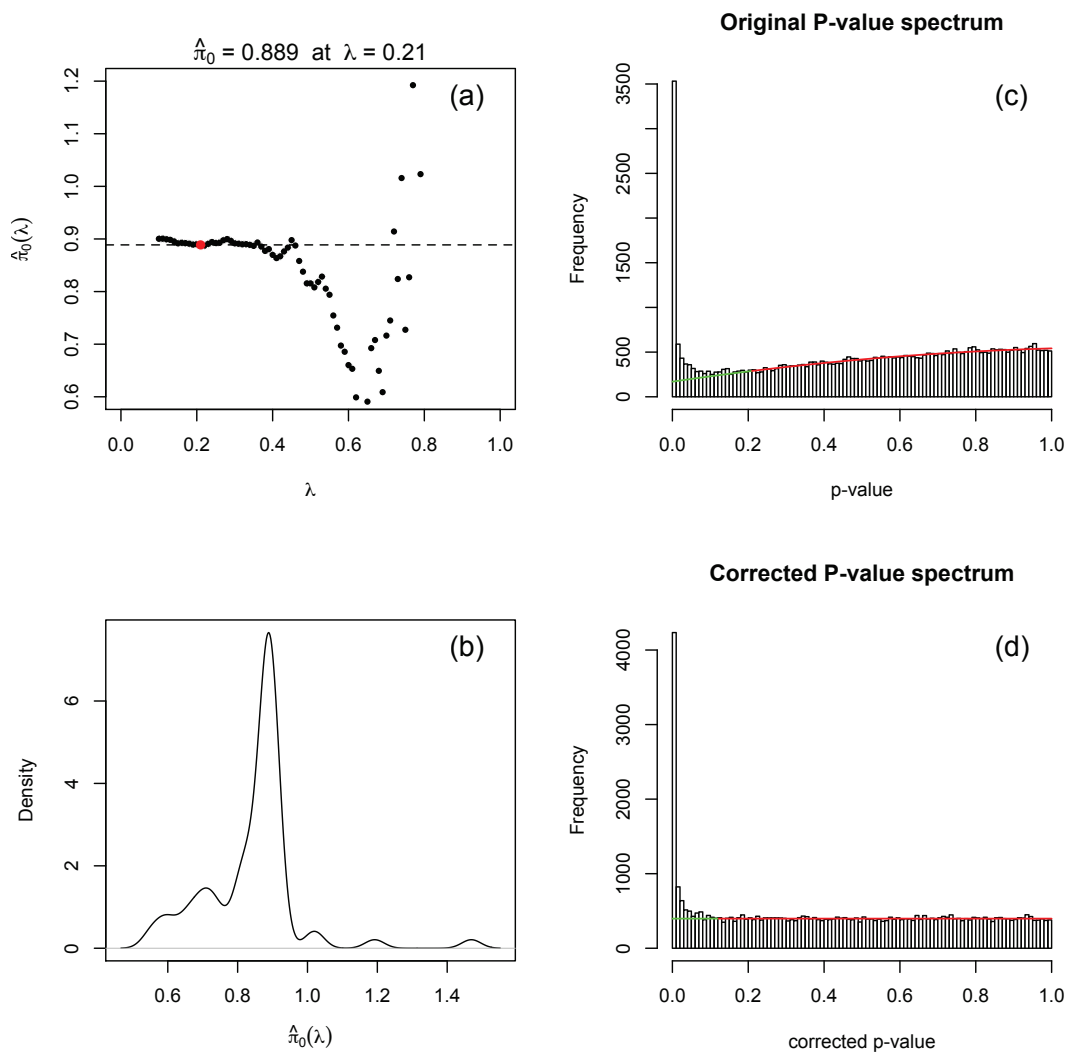 π̂₀ = 0.889 at λ = 0.21
(a)
1.2
1.1
1.0
0.9
0.8
0.7
0.6
π̂₀(λ)
0.0 0.2 0.4 0.6 0.8 1.0
λ
Original P-value spectrum
(c)
3500
2500
1500
500
0
Frequency
0.0 0.2 0.4 0.6 0.8 1.0
p-value
(b)
6
4
2
0
Density
0.6 0.8 1.0 1.2 1.4
π̂₀(λ)
Corrected P-value spectrum
(d)
4000
3000
2000
1000
0
Frequency
0.0 0.2 0.4 0.6 0.8 1.0
corrected p-value